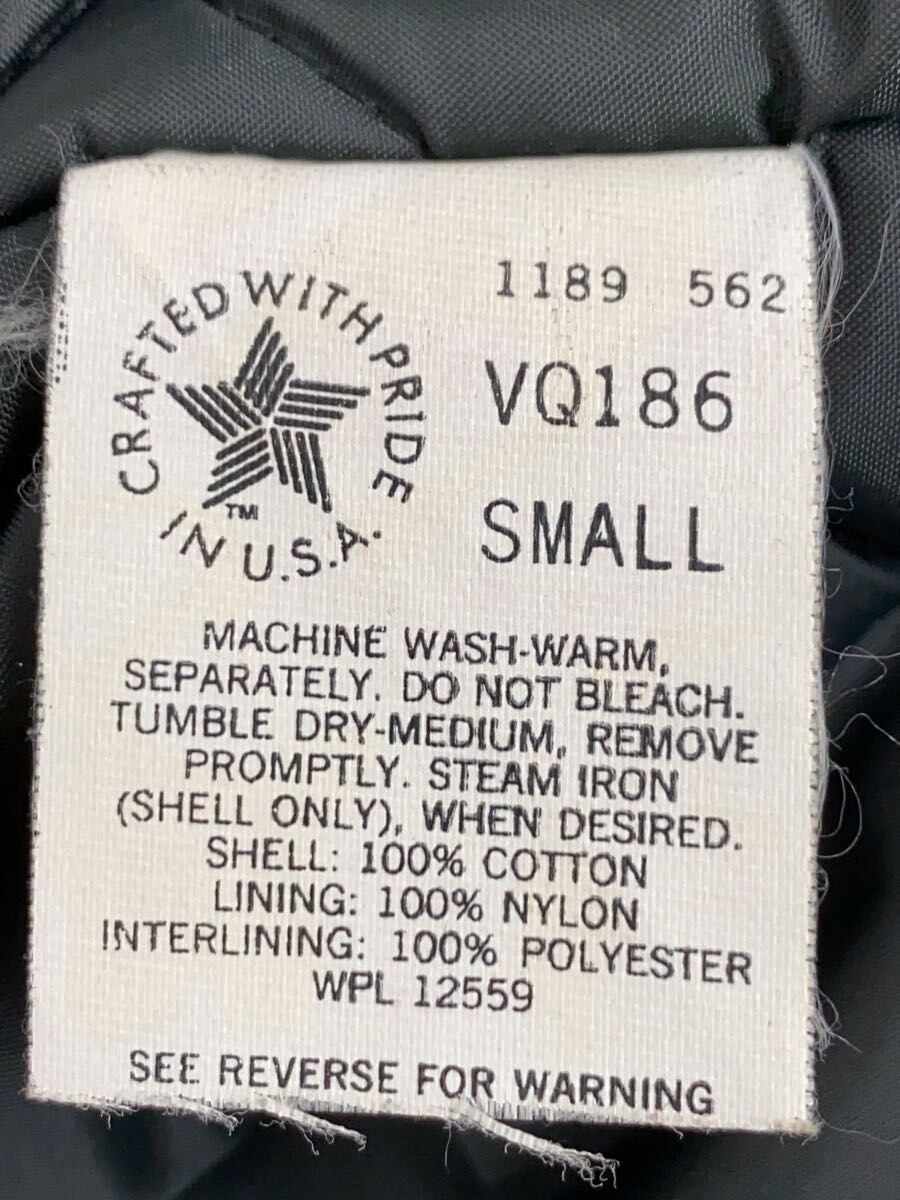 CRAFTED WITH PRIDE
IN U.S.A.
TM
1189 562
VQ186
SMALL
MACHINE WASH-WARM,
SEPARATELY. DO NOT BLEACH.
TUMBLE DRY-MEDIUM, REMOVE
PROMPTLY. STEAM IRON
(SHELL ONLY), WHEN DESIRED.
SHELL: 100% COTTON
LINING: 100% NYLON
INTERLINING: 100% POLYESTER
WPL 12559
SEE REVERSE FOR WARNING